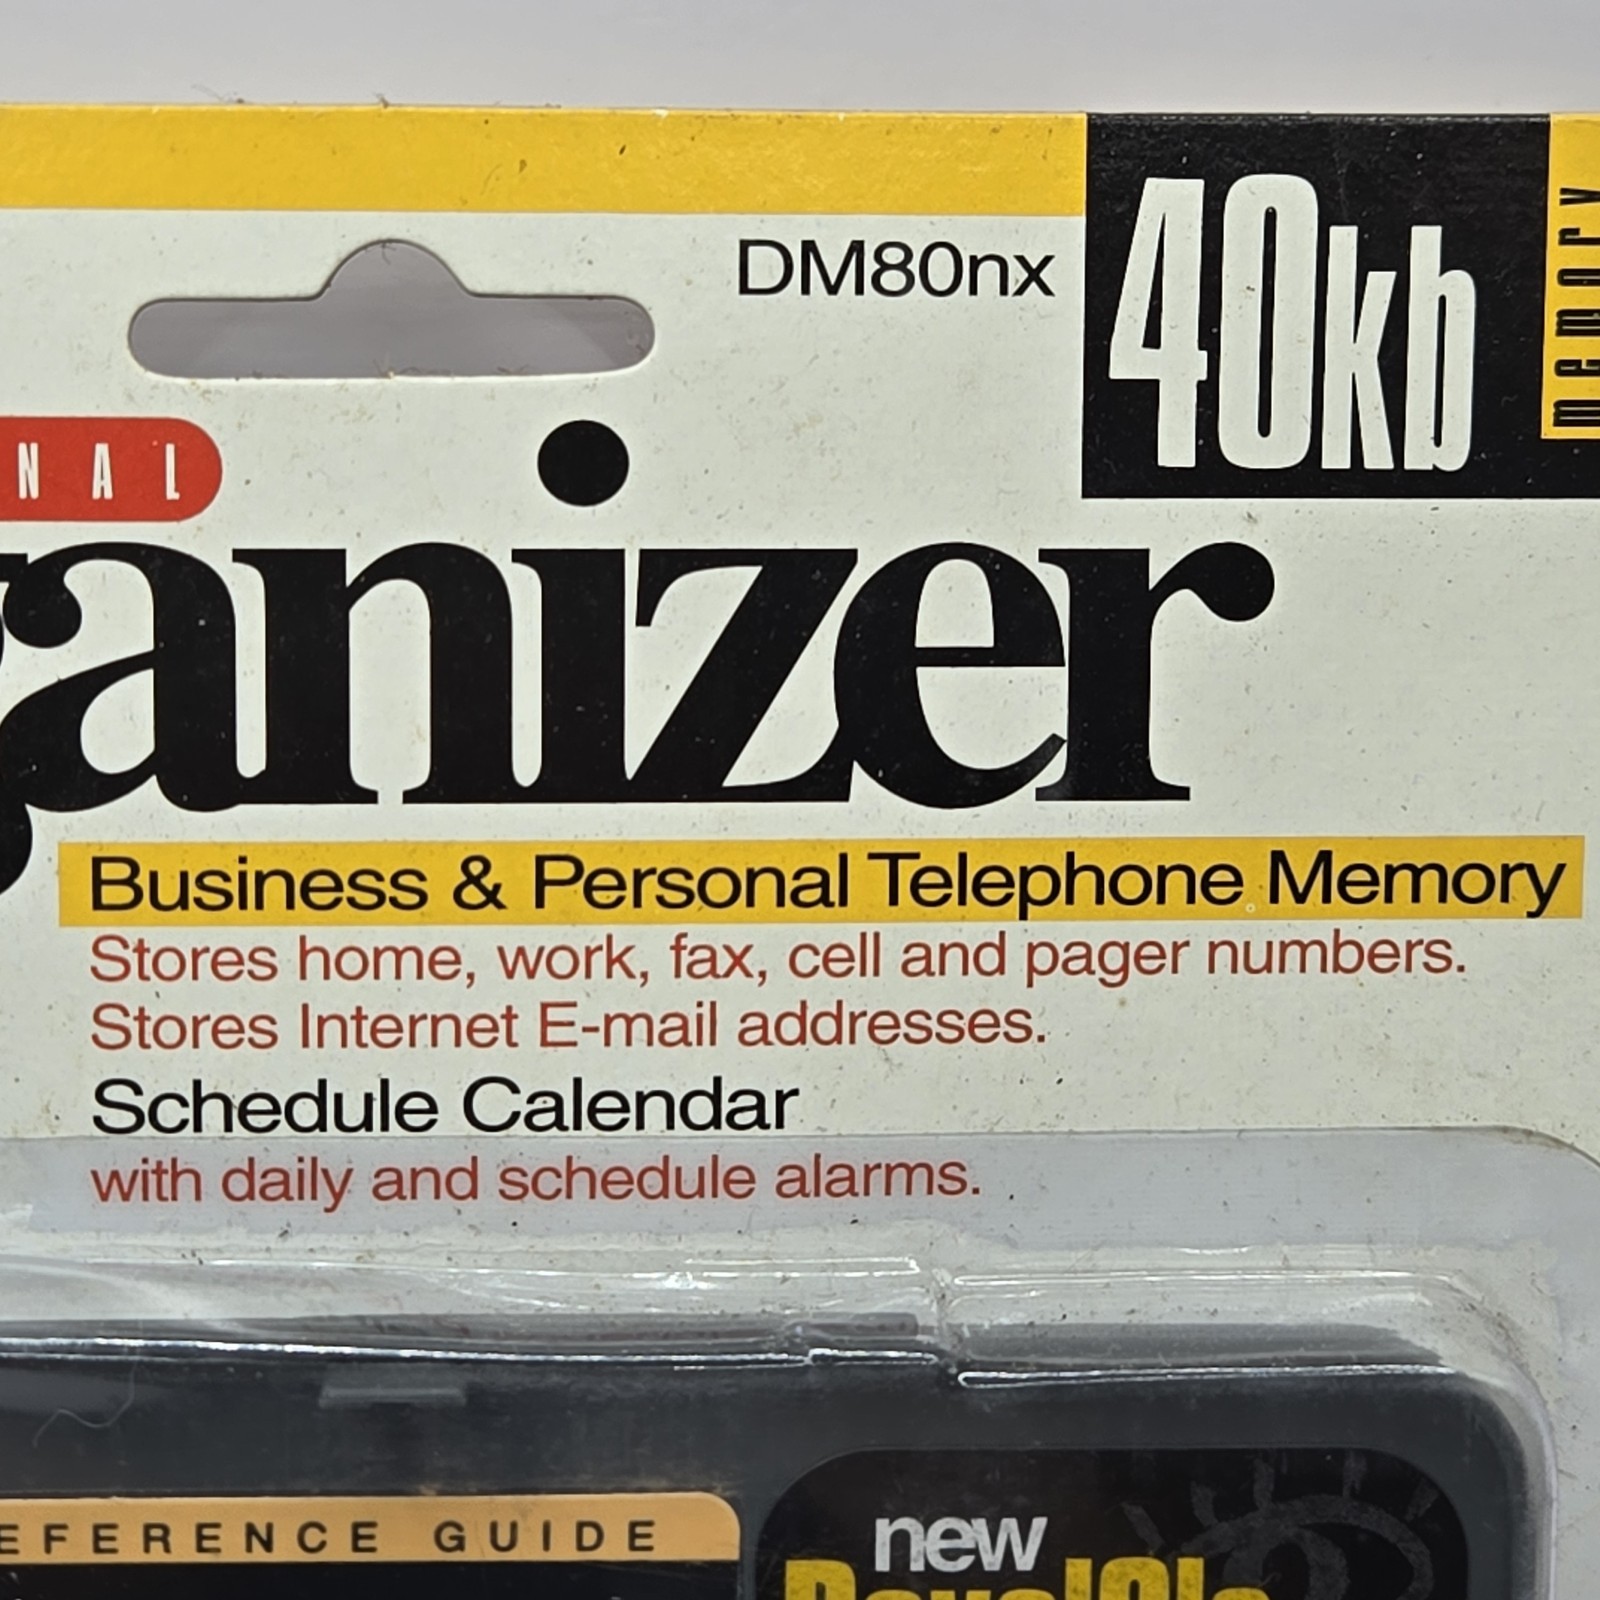 DM80nx
40kb
memory
NAL
ganizer
Business & Personal Telephone Memory
Stores home, work, fax, cell and pager numbers.
Stores Internet E-mail addresses.
Schedule Calendar
with daily and schedule alarms.
EFERENCE GUIDE
new